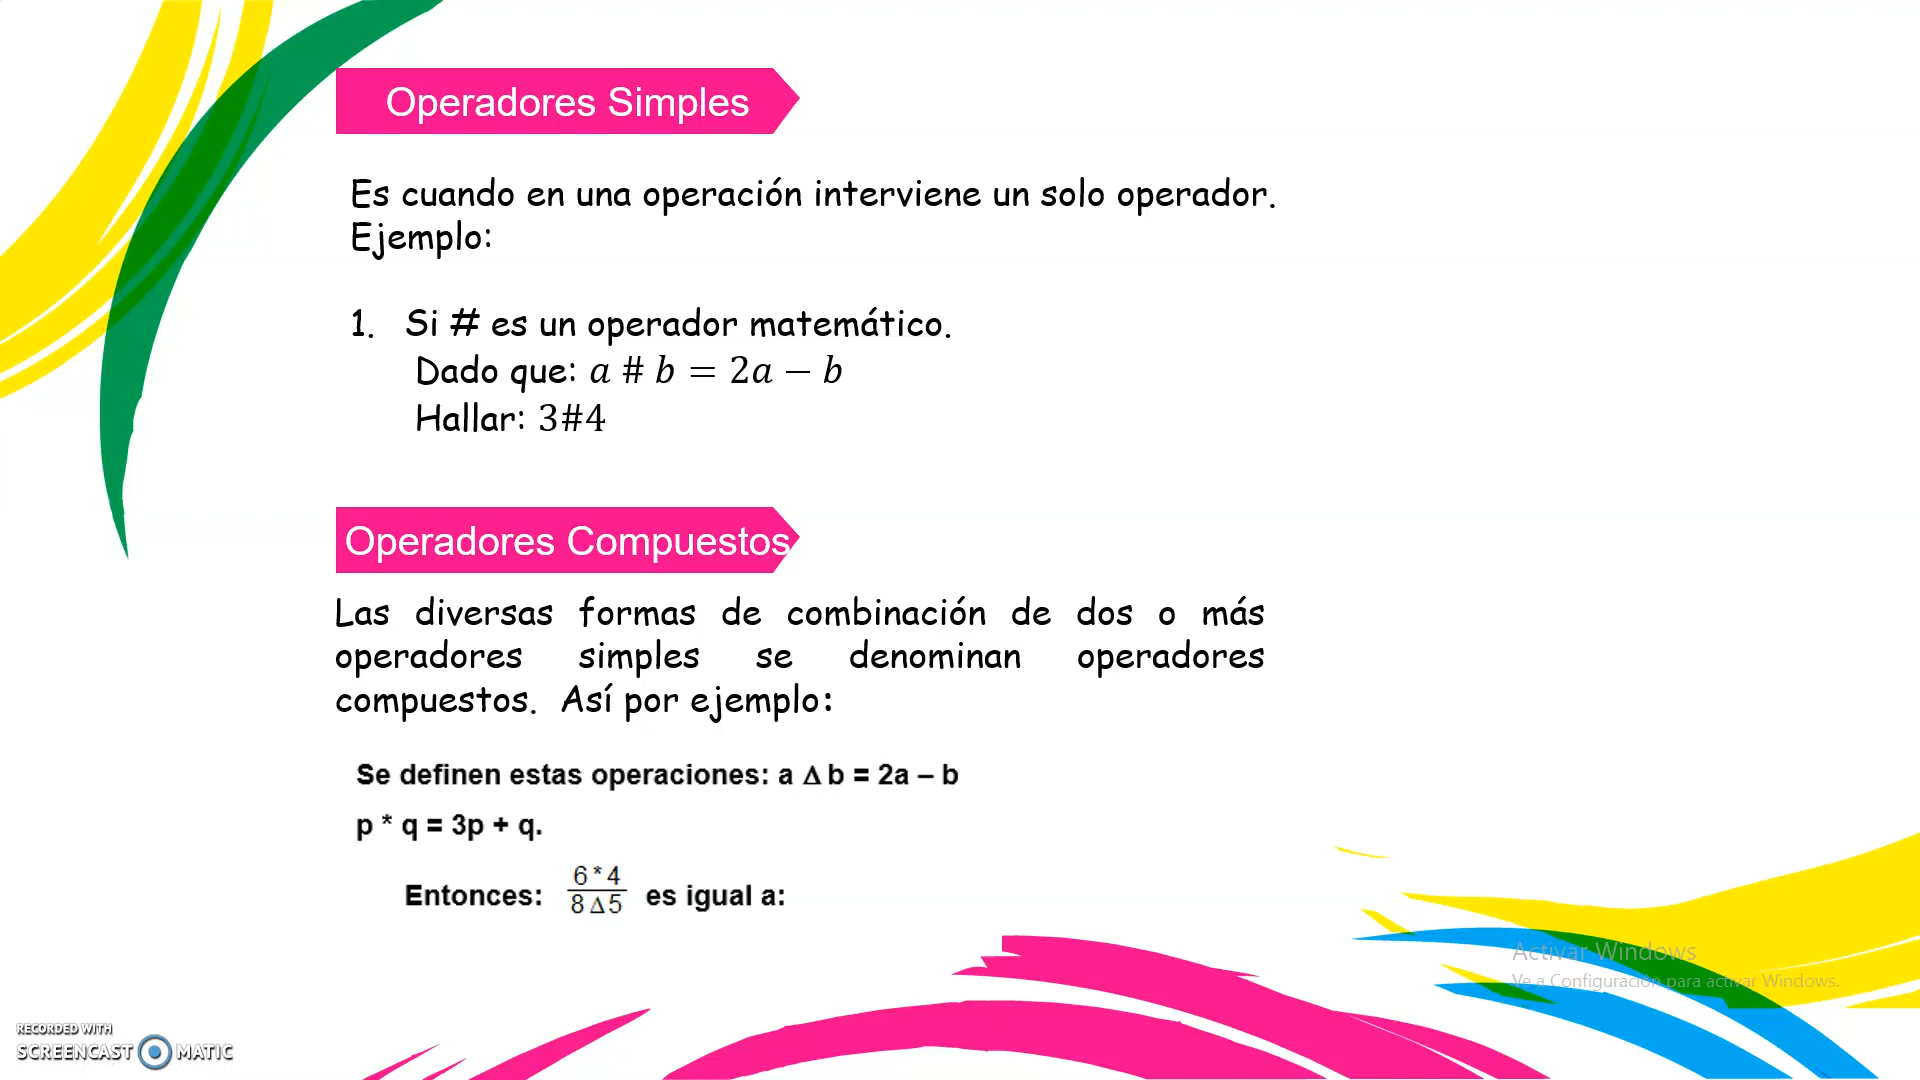 Operadores Simples
Es cuando en una operación interviene un solo operador.
Ejemplo:
1. Si # es un operador matemático.
Dado que: a # b = 2a − b
Hallar: 3#4
Operadores Compuestos
Las diversas formas de combinación de dos o más
operadores simples se denominan operadores
compuestos. Así por ejemplo:
Se definen estas operaciones: a Δ b = 2a – b
p * q = 3p + q.
6 * 4
Entonces: es igual a:
8 Δ 5
Activar Windows
Ve a Configuración para activar Windows.
RECORDED WITH
SCREENCAST MATIC